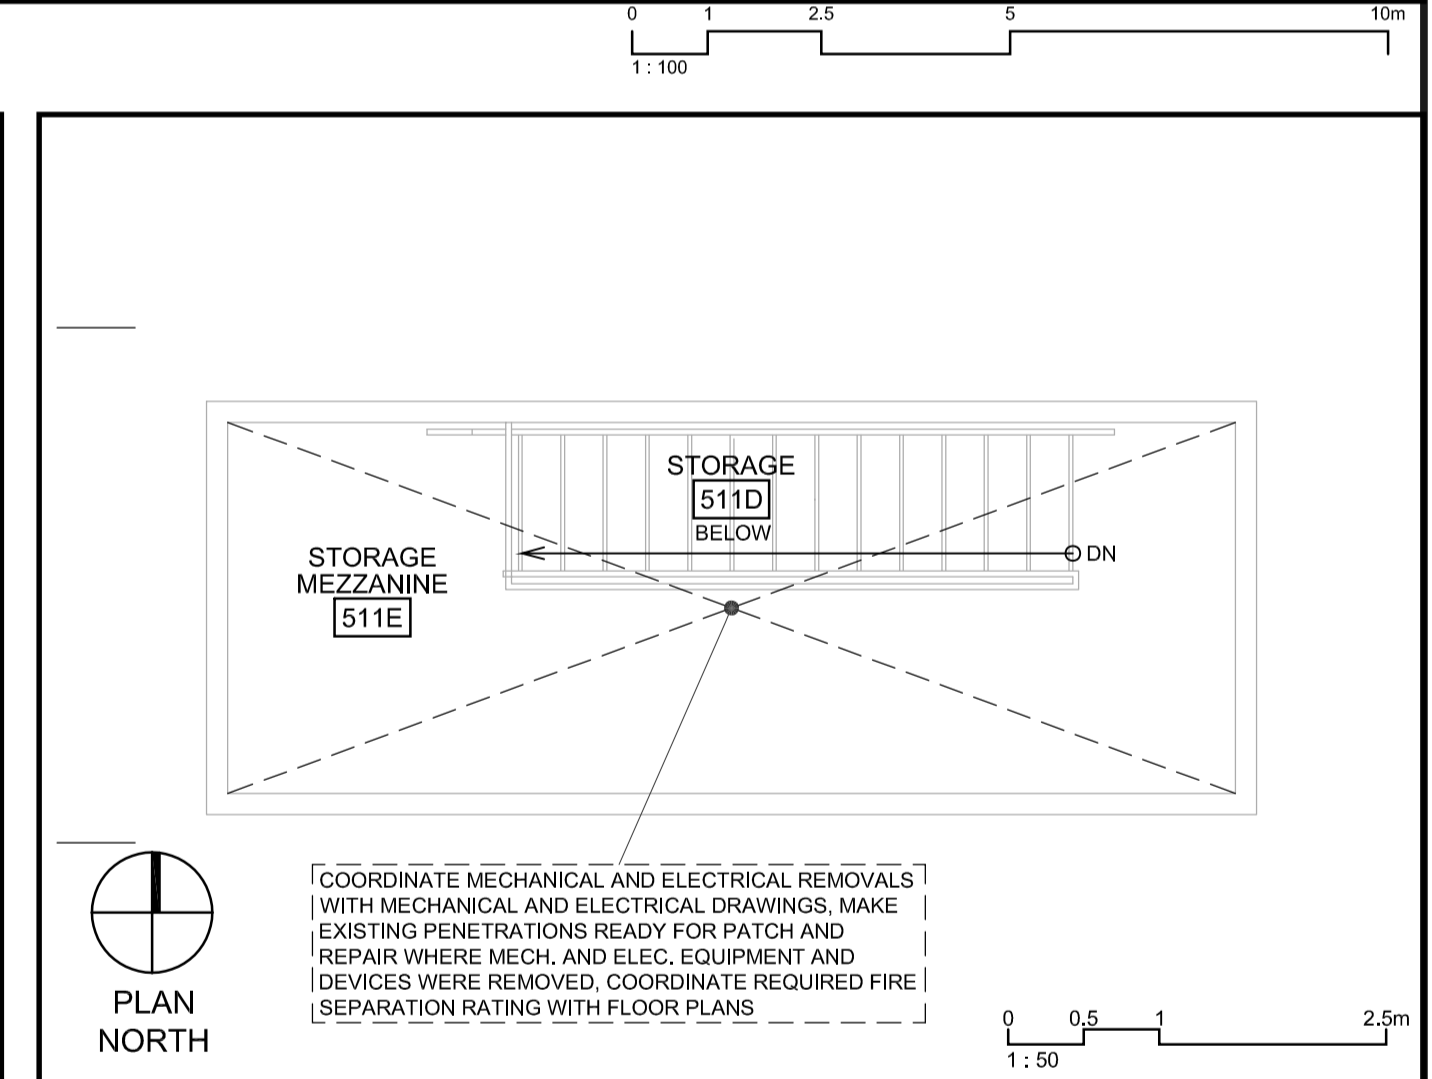 0 1 2.5 5 10m
1 : 100
STORAGE
511D
BELOW
DN
STORAGE
MEZZANINE
511E
COORDINATE MECHANICAL AND ELECTRICAL REMOVALS
WITH MECHANICAL AND ELECTRICAL DRAWINGS, MAKE
EXISTING PENETRATIONS READY FOR PATCH AND
REPAIR WHERE MECH. AND ELEC. EQUIPMENT AND
DEVICES WERE REMOVED, COORDINATE REQUIRED FIRE
SEPARATION RATING WITH FLOOR PLANS
PLAN
NORTH
0 0.5 1 2.5m
1 : 50